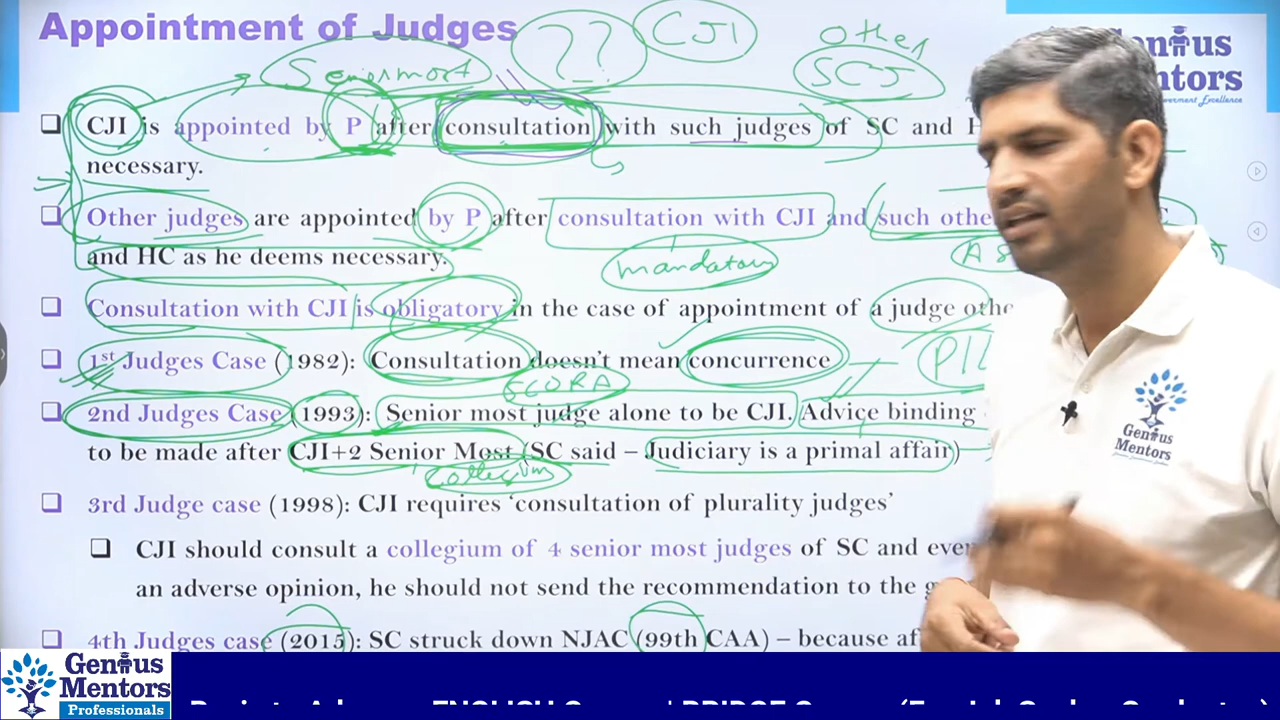 Appointment of Judges
??
CJI
Other
SCJ
Seniormost
Genius
Mentors
CJI is appointed by P after consultation with such judges of SC and H
necessary.
Other judges are appointed by P after consultation with CJI and such othe
and HC as he deems necessary.
mandatory
Consultation with CJI is obligatory in the case of appointment of a judge othe
1st Judges Case (1982): Consultation doesn't mean concurrence
PIL
SCORA
2nd Judges Case (1993): Senior most judge alone to be CJI. Advice binding
to be made after CJI+2 Senior Most (SC said – Judiciary is a primal affair)
Collegium
3rd Judge case (1998): CJI requires ‘consultation of plurality judges’
CJI should consult a collegium of 4 senior most judges of SC and even
an adverse opinion, he should not send the recommendation to the g
4th Judges case (2015): SC struck down NJAC (99th CAA) – because af
Genius
Mentors
Genius
Mentors
Professionals